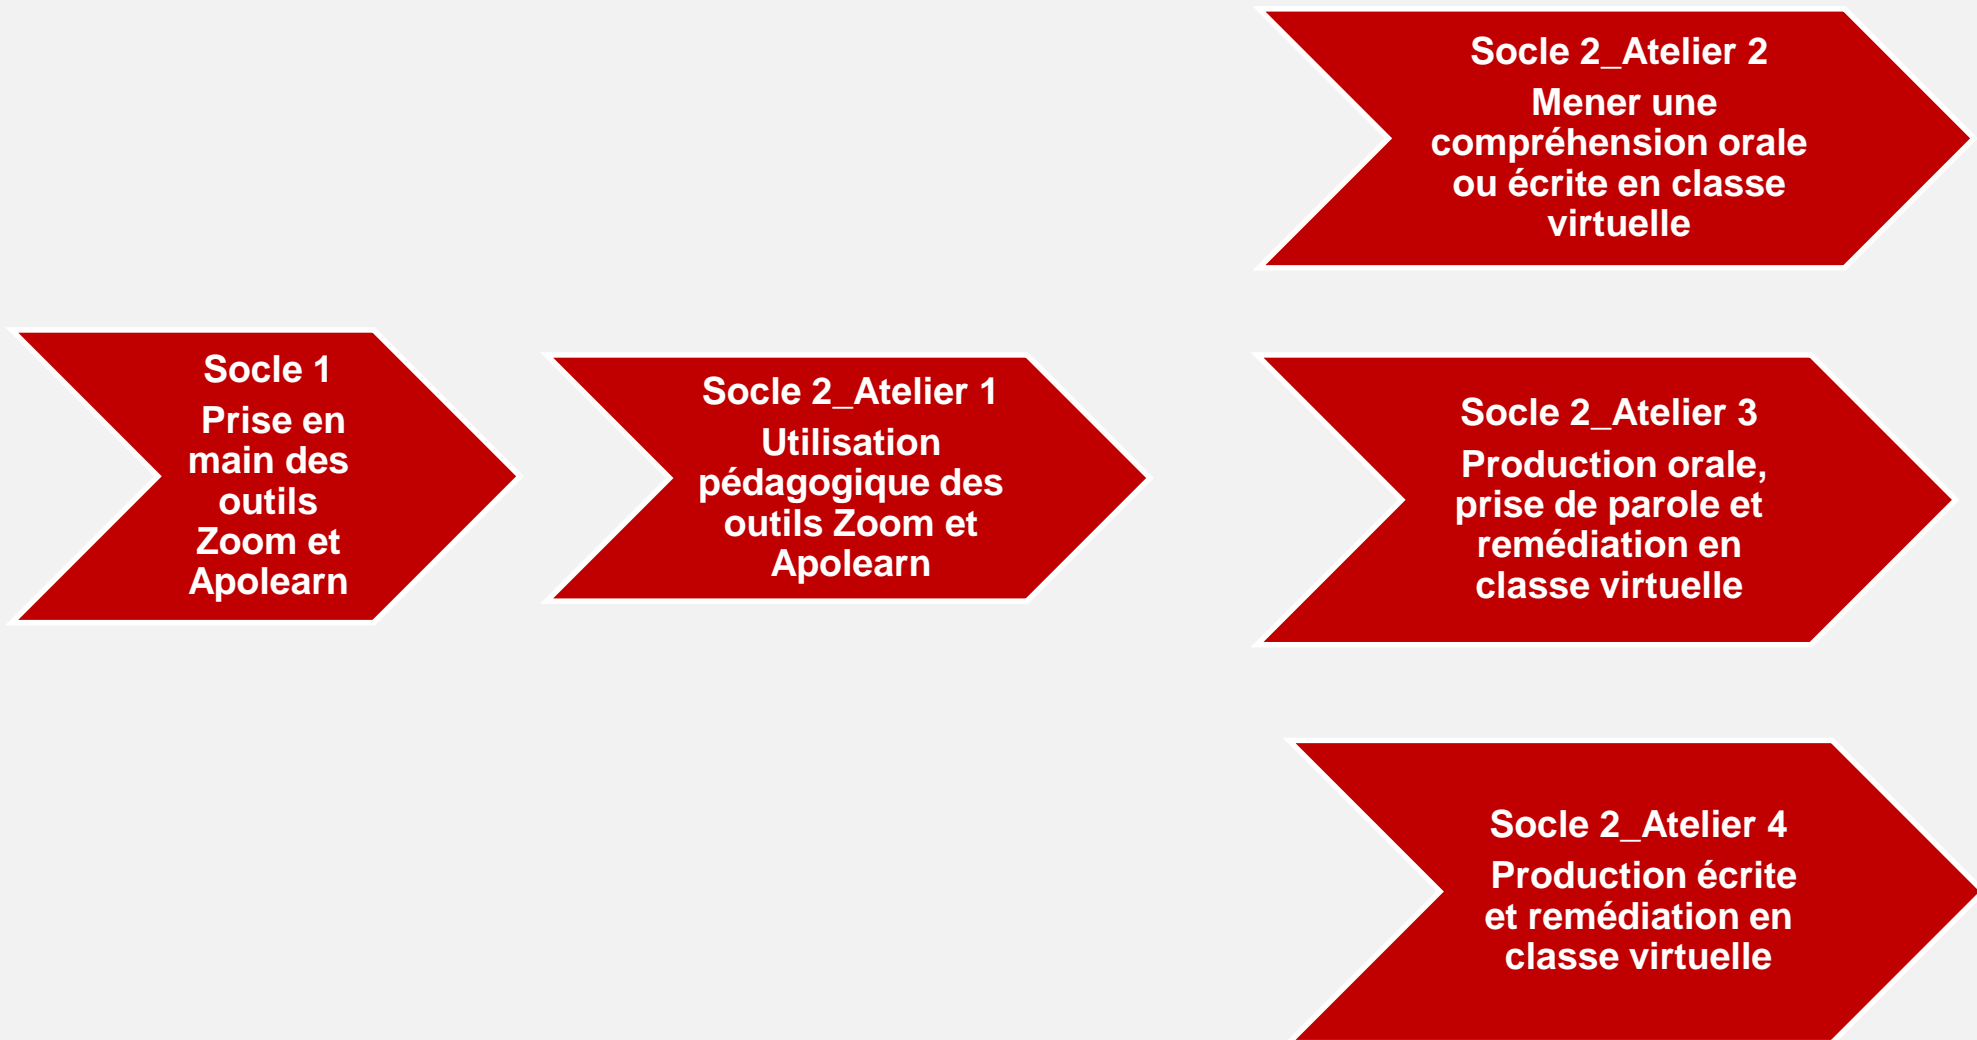 Socle 1
Prise en
main des
outils
Zoom et
Apolearn
Socle 2_Atelier 1
Utilisation
pédagogique des
outils Zoom et
Apolearn
Socle 2_Atelier 2
Mener une
compréhension orale
ou écrite en classe
virtuelle
Socle 2_Atelier 3
Production orale,
prise de parole et
remédiation en
classe virtuelle
Socle 2_Atelier 4
Production écrite
et remédiation en
classe virtuelle